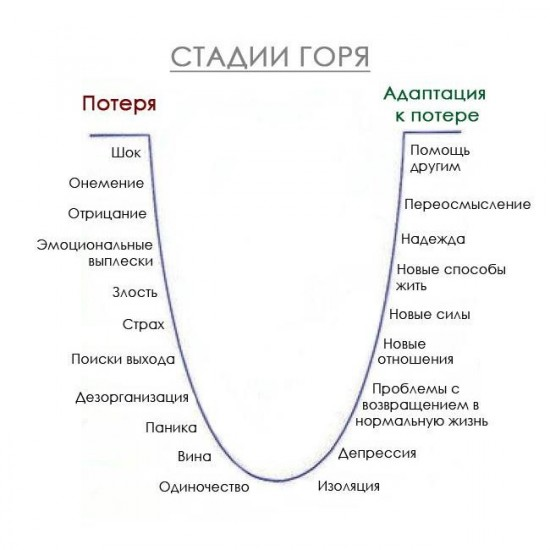 СТАДИИ ГОРЯ
Потеря
Шок
Онемение
Отрицание
Эмоциональные
выплески
Злость
Страх
Поиски выхода
Дезорганизация
Паника
Вина
Одиночество
Изоляция
Депрессия
Проблемы с
возвращением в
нормальную жизнь
Новые
отношения
Новые силы
Новые способы
жить
Надежда
Переосмысление
Помощь
другим
Адаптация
к потере